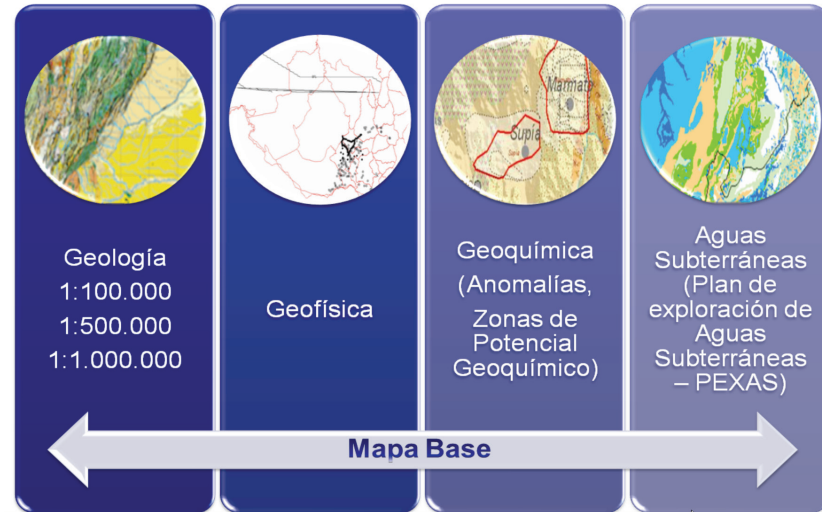 Marmato
Supía
Geología
1:100.000
1:500.000
1:1.000.000
Geofísica
Geoquímica
(Anomalías,
Zonas de
Potencial
Geoquímico)
Aguas
Subterráneas
(Plan de
exploración de
Aguas
Subterráneas
– PEXAS)
Mapa Base